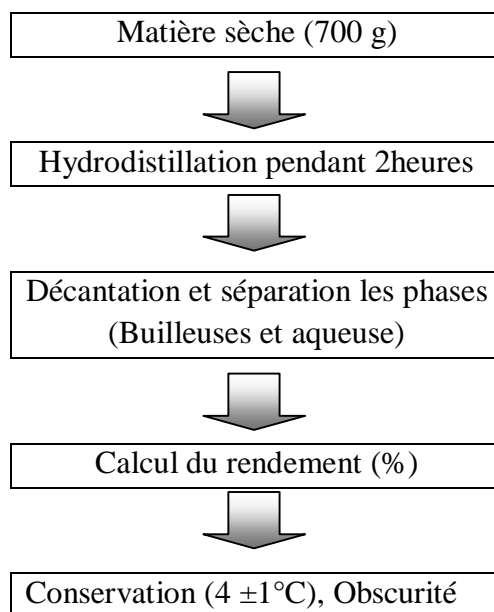 Matière sèche (700 g)
Hydrodistillation pendant 2heures
Décantation et séparation les phases
(Builleuses et aqueuse)
Calcul du rendement (%)
Conservation (4 ±1°C), Obscurité